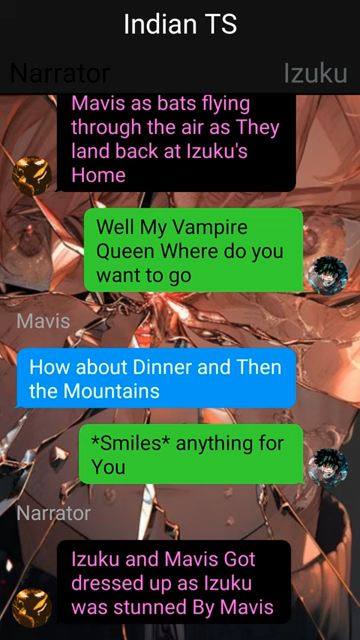 Indian TS
Narrator
Izuku
Mavis as bats flying
through the air as They
land back at Izuku's
Home
Well My Vampire
Queen Where do you
want to go
Mavis
How about Dinner and Then
the Mountains
*Smiles* anything for
You
Narrator
Izuku and Mavis Got
dressed up as Izuku
was stunned By Mavis